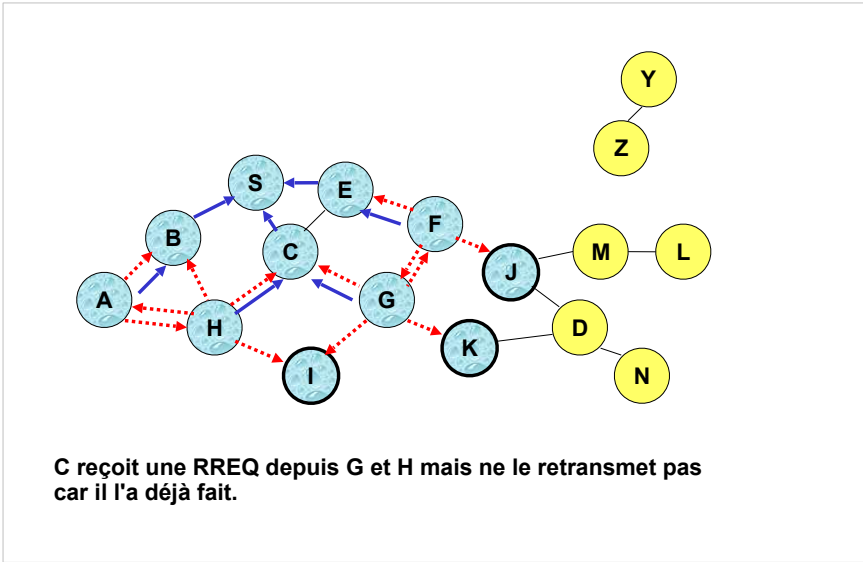 Y
Z
S
E
F
B
C
J
M
L
A
H
G
K
D
I
N
C reçoit une RREQ depuis G et H mais ne le retransmet pas
car il l'a déjà fait.